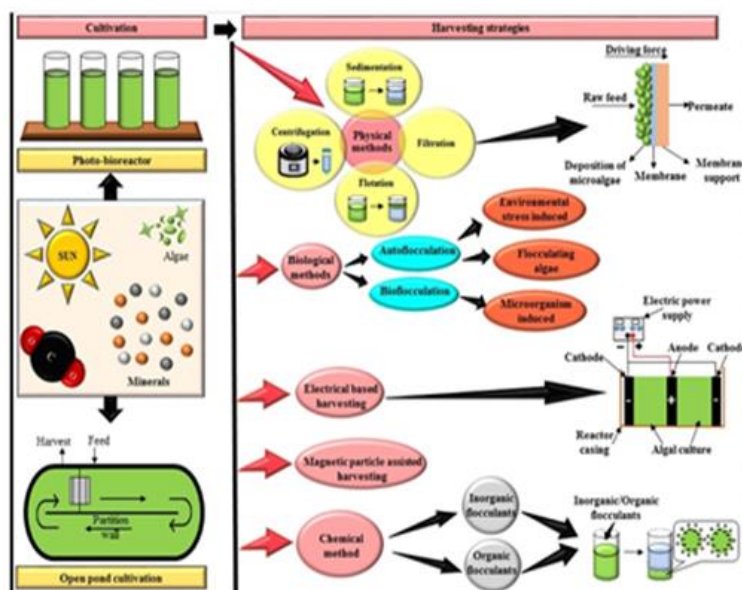 Cultivation
Harvesting strategies
Photo-bioreactor
SUN
Algae
Minerals
Harvest
Feed
Partition
wall
Open pond cultivation
Sedimentation
Centrifugation
Physical
methods
Filtration
Flotation
Driving force
Raw feed
Permeate
Deposition of
microalgae
Membrane
Membrane
support
Biological
methods
Autoflocculation
Bioflocculation
Environmental
stress induced
Flocculating
algae
Microorganism
induced
Electrical based
harvesting
Electric power
supply
Cathode
Anode
Cathode
Reactor
casing
Algal culture
Magnetic particle assisted
harvesting
Chemical
method
Inorganic
flocculants
Organic
flocculants
Inorganic/Organic
flocculants